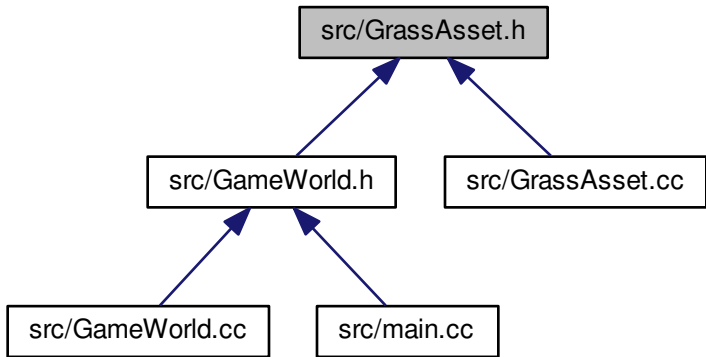 src/GrassAsset.h
src/GameWorld.h
src/GrassAsset.cc
src/GameWorld.cc
src/main.cc